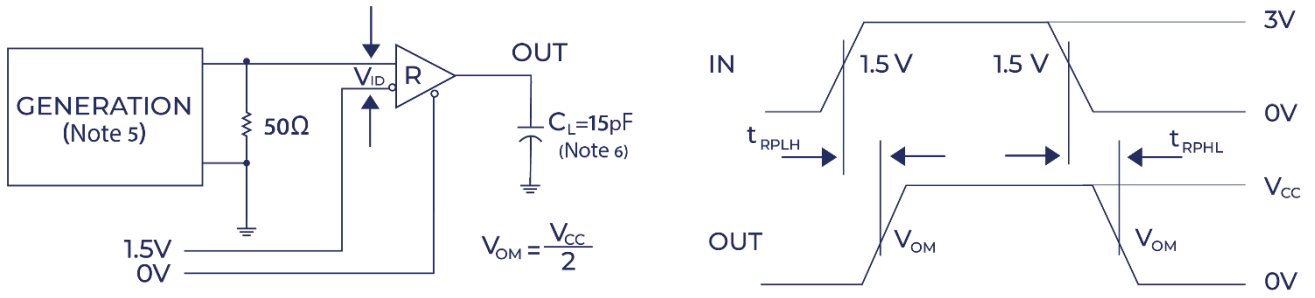 GENERATION
(Note 5)
50Ω
V_ID
R
OUT
C_L=15pF
(Note 6)
1.5V
0V
V_OM = V_CC / 2
IN
1.5 V
1.5 V
3V
0V
t_RPLH
t_RPHL
V_CC
OUT
V_OM
V_OM
0V